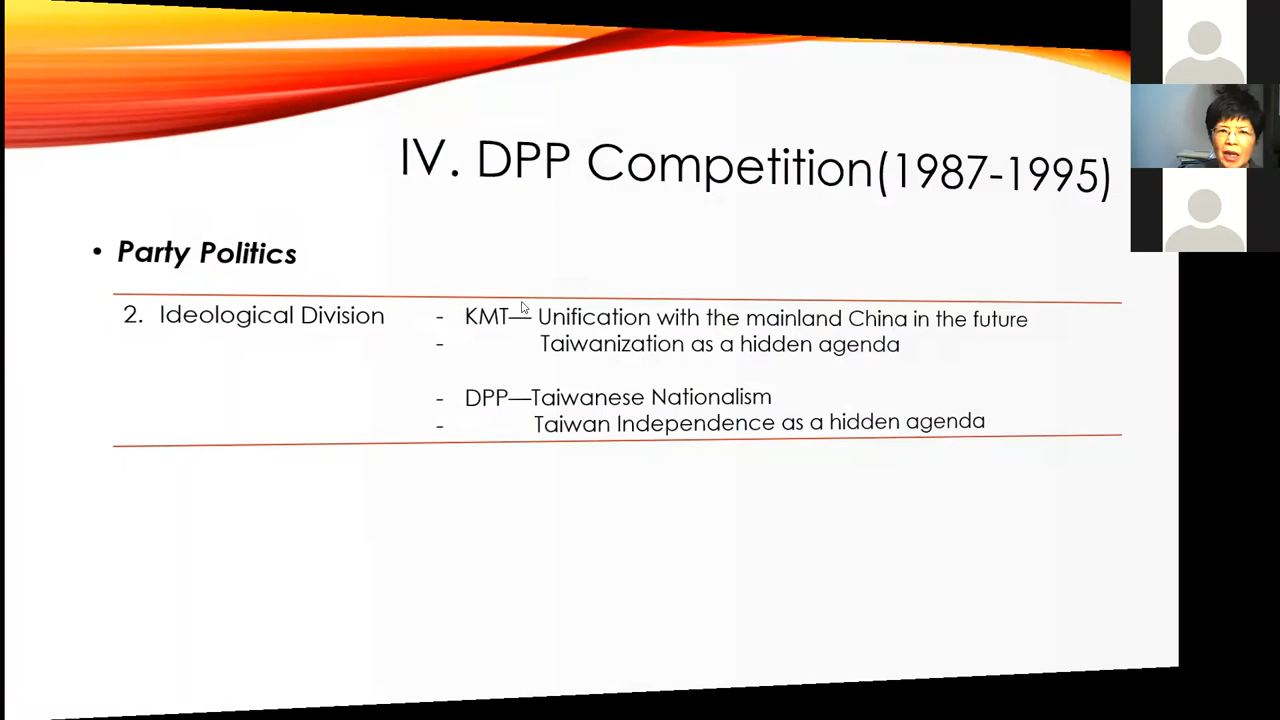 IV. DPP Competition(1987-1995)
• Party Politics
2. Ideological Division - KMT— Unification with the mainland China in the future
- Taiwanization as a hidden agenda
- DPP—Taiwanese Nationalism
- Taiwan Independence as a hidden agenda